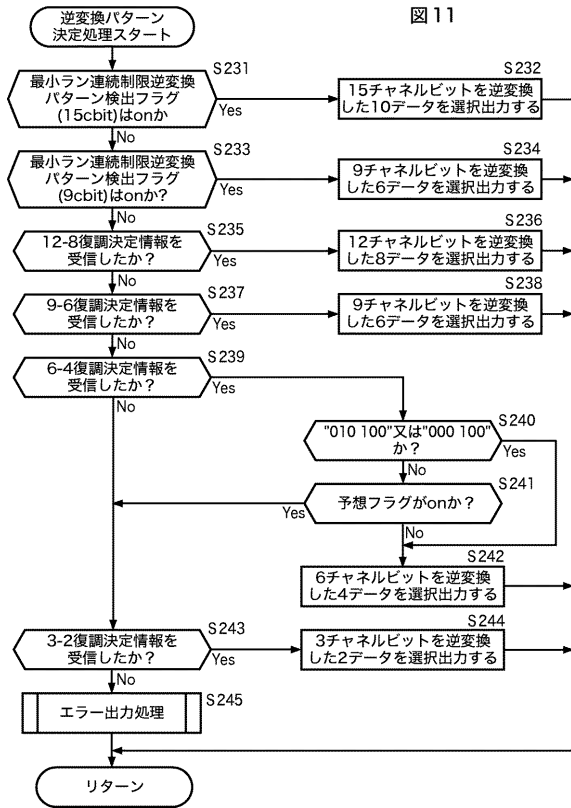 図11
逆変換パターン
決定処理スタート
S231
最小ラン連続制限逆変換
パターン検出フラグ
(15cbit)はonか
Yes
No
S232
15チャネルビットを逆変換
した10データを選択出力する
S233
最小ラン連続制限逆変換
パターン検出フラグ
(9cbit)はonか?
Yes
No
S234
9チャネルビットを逆変換
した6データを選択出力する
S235
12-8復調決定情報を
受信したか?
Yes
No
S236
12チャネルビットを逆変換
した8データを選択出力する
S237
9-6復調決定情報を
受信したか?
Yes
No
S238
9チャネルビットを逆変換
した6データを選択出力する
S239
6-4復調決定情報を
受信したか?
Yes
No
S240
"010 100"又は"000 100"
か?
Yes
No
S241
予想フラグがonか?
Yes
No
S242
6チャネルビットを逆変換
した4データを選択出力する
S243
3-2復調決定情報を
受信したか?
Yes
No
S244
3チャネルビットを逆変換
した2データを選択出力する
S245
エラー出力処理
リターン